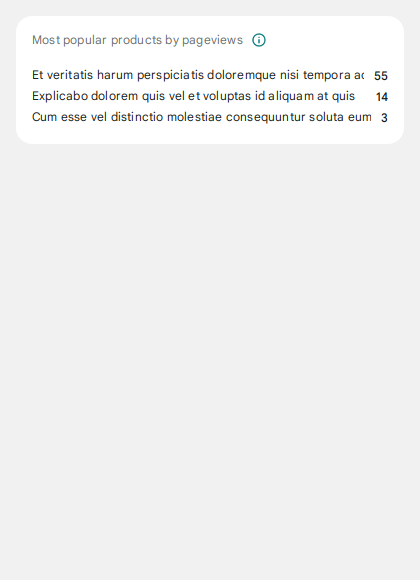 Most popular products by pageviews
Et veritatis harum perspiciatis doloremque nisi tempora 55
Explicabo dolorem quis vel et voluptas id aliquam at quis 14
Cum esse vel distinctio molestiae consequuntur soluta eum 3